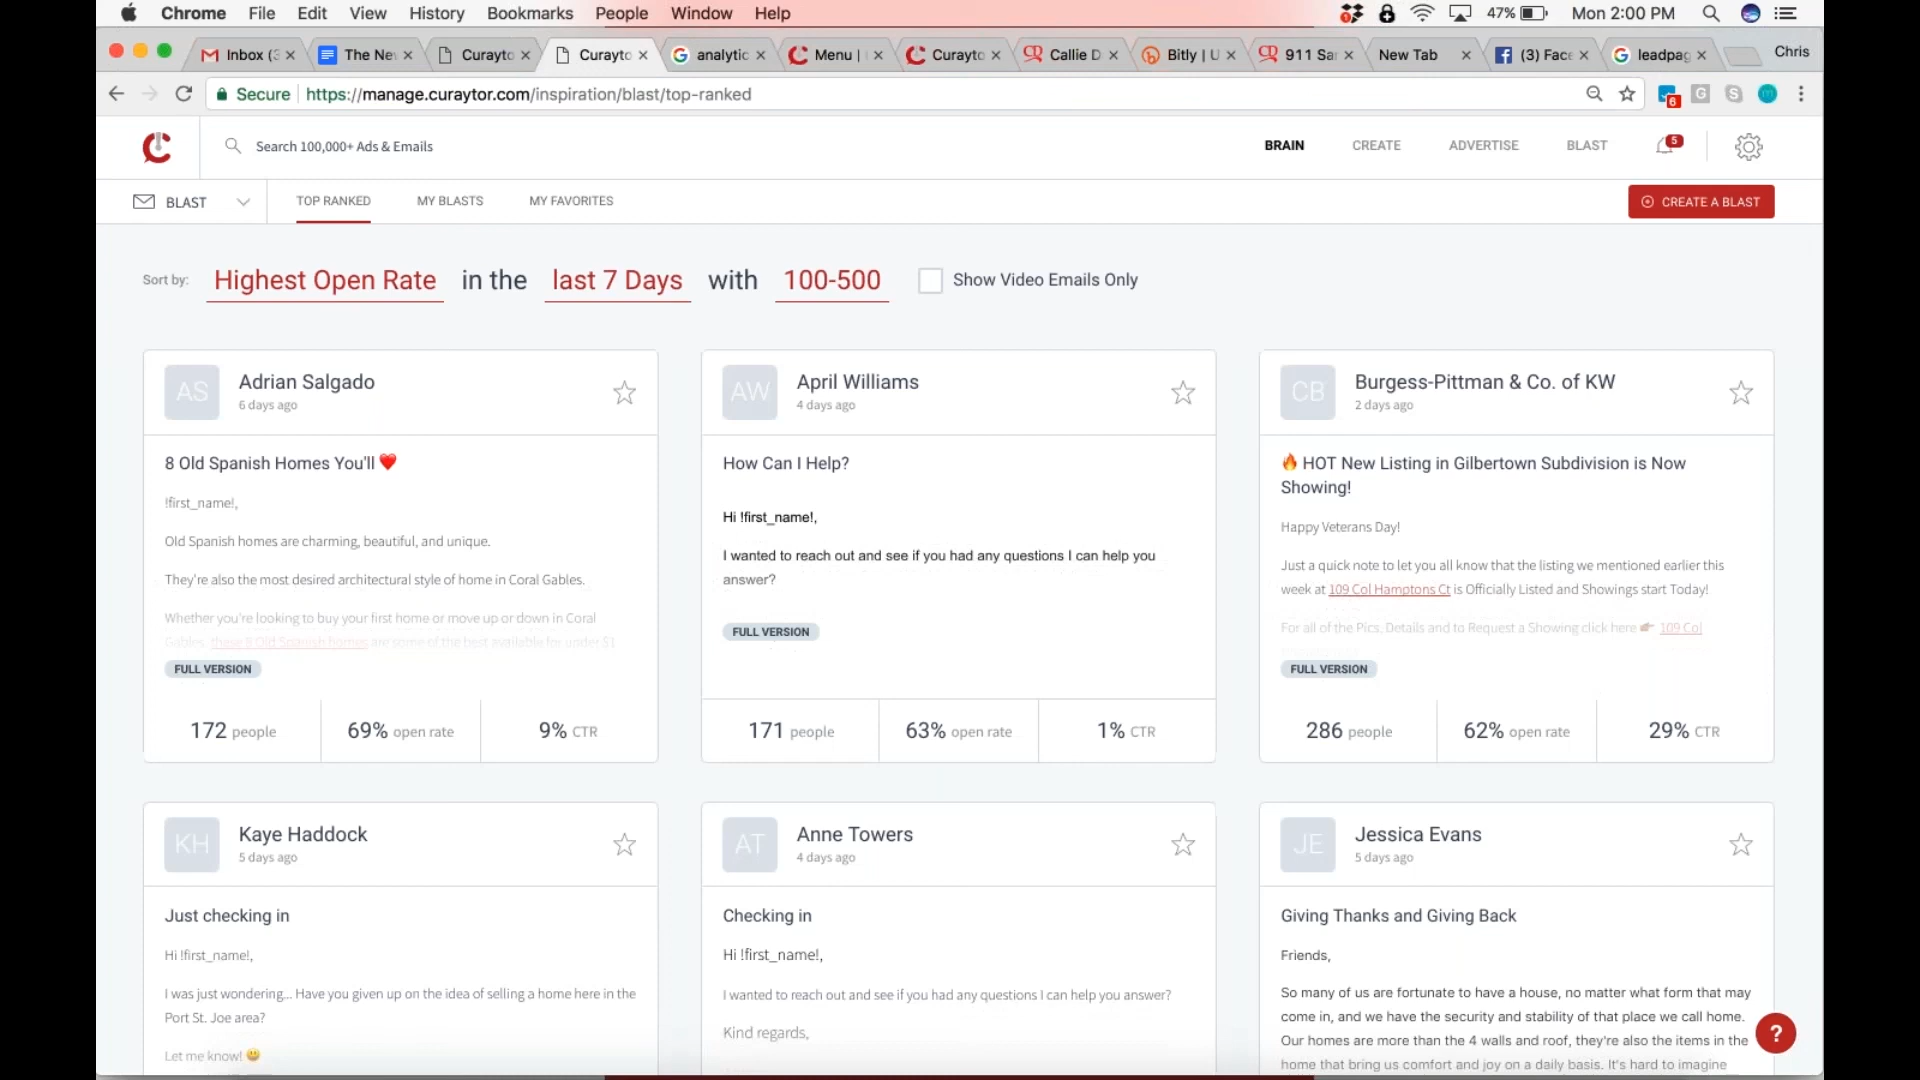 Chrome File Edit View History Bookmarks People Window Help 47% Mon 2:00 PM
Inbox (3 The Ne Curayto Curayto analytic Menu | Curayto Callie D Bitly | U 911 Sa New Tab (3) Face leadpag Chris
Secure https://manage.curaytor.com/inspiration/blast/top-ranked 6
Search 100,000+ Ads & Emails BRAIN CREATE ADVERTISE BLAST 5
BLAST TOP RANKED MY BLASTS MY FAVORITES CREATE A BLAST
Sort by: Highest Open Rate in the last 7 Days with 100-500 Show Video Emails Only
AS Adrian Salgado
6 days ago
8 Old Spanish Homes You'll ❤️
!first_name!,
Old Spanish homes are charming, beautiful, and unique.
They're also the most desired architectural style of home in Coral Gables.
Whether you're looking to buy your first home or move up or down in Coral
Gables, these 8 Old Spanish homes are some of the best available for under $1
FULL VERSION
172 people 69% open rate 9% CTR
AW April Williams
4 days ago
How Can I Help?
Hi !first_name!,
I wanted to reach out and see if you had any questions I can help you
answer?
FULL VERSION
171 people 63% open rate 1% CTR
CB Burgess-Pittman & Co. of KW
2 days ago
🔥 HOT New Listing in Gilbertown Subdivision is Now
Showing!
Happy Veterans Day!
Just a quick note to let you all know that the listing we mentioned earlier this
week at 109 Col Hamptons Ct is Officially Listed and Showings start Today!
For all of the Pics, Details and to Request a Showing click here 109 Col
FULL VERSION
286 people 62% open rate 29% CTR
KH Kaye Haddock
5 days ago
Just checking in
Hi !first_name!,
I was just wondering... Have you given up on the idea of selling a home here in the
Port St. Joe area?
Let me know! 😀
AT Anne Towers
4 days ago
Checking in
Hi !first_name!,
I wanted to reach out and see if you had any questions I can help you answer?
Kind regards,
JE Jessica Evans
5 days ago
Giving Thanks and Giving Back
Friends,
So many of us are fortunate to have a house, no matter what form that may
come in, and we have the security and stability of that place we call home.
Our homes are more than the 4 walls and roof, they're also the items in the
home that bring us comfort and joy on a daily basis. It's hard to imagine
?